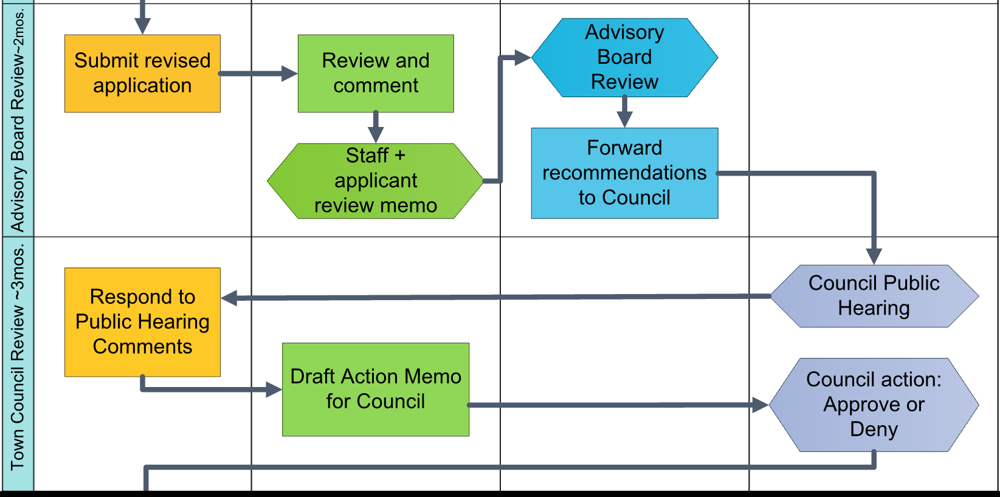 Advisory Board Review~2mos.
Submit revised
application
Review and
comment
Staff +
applicant
review memo
Advisory
Board
Review
Forward
recommendations
to Council
Town Council Review ~3mos.
Council Public
Hearing
Respond to
Public Hearing
Comments
Draft Action Memo
for Council
Council action:
Approve or
Deny